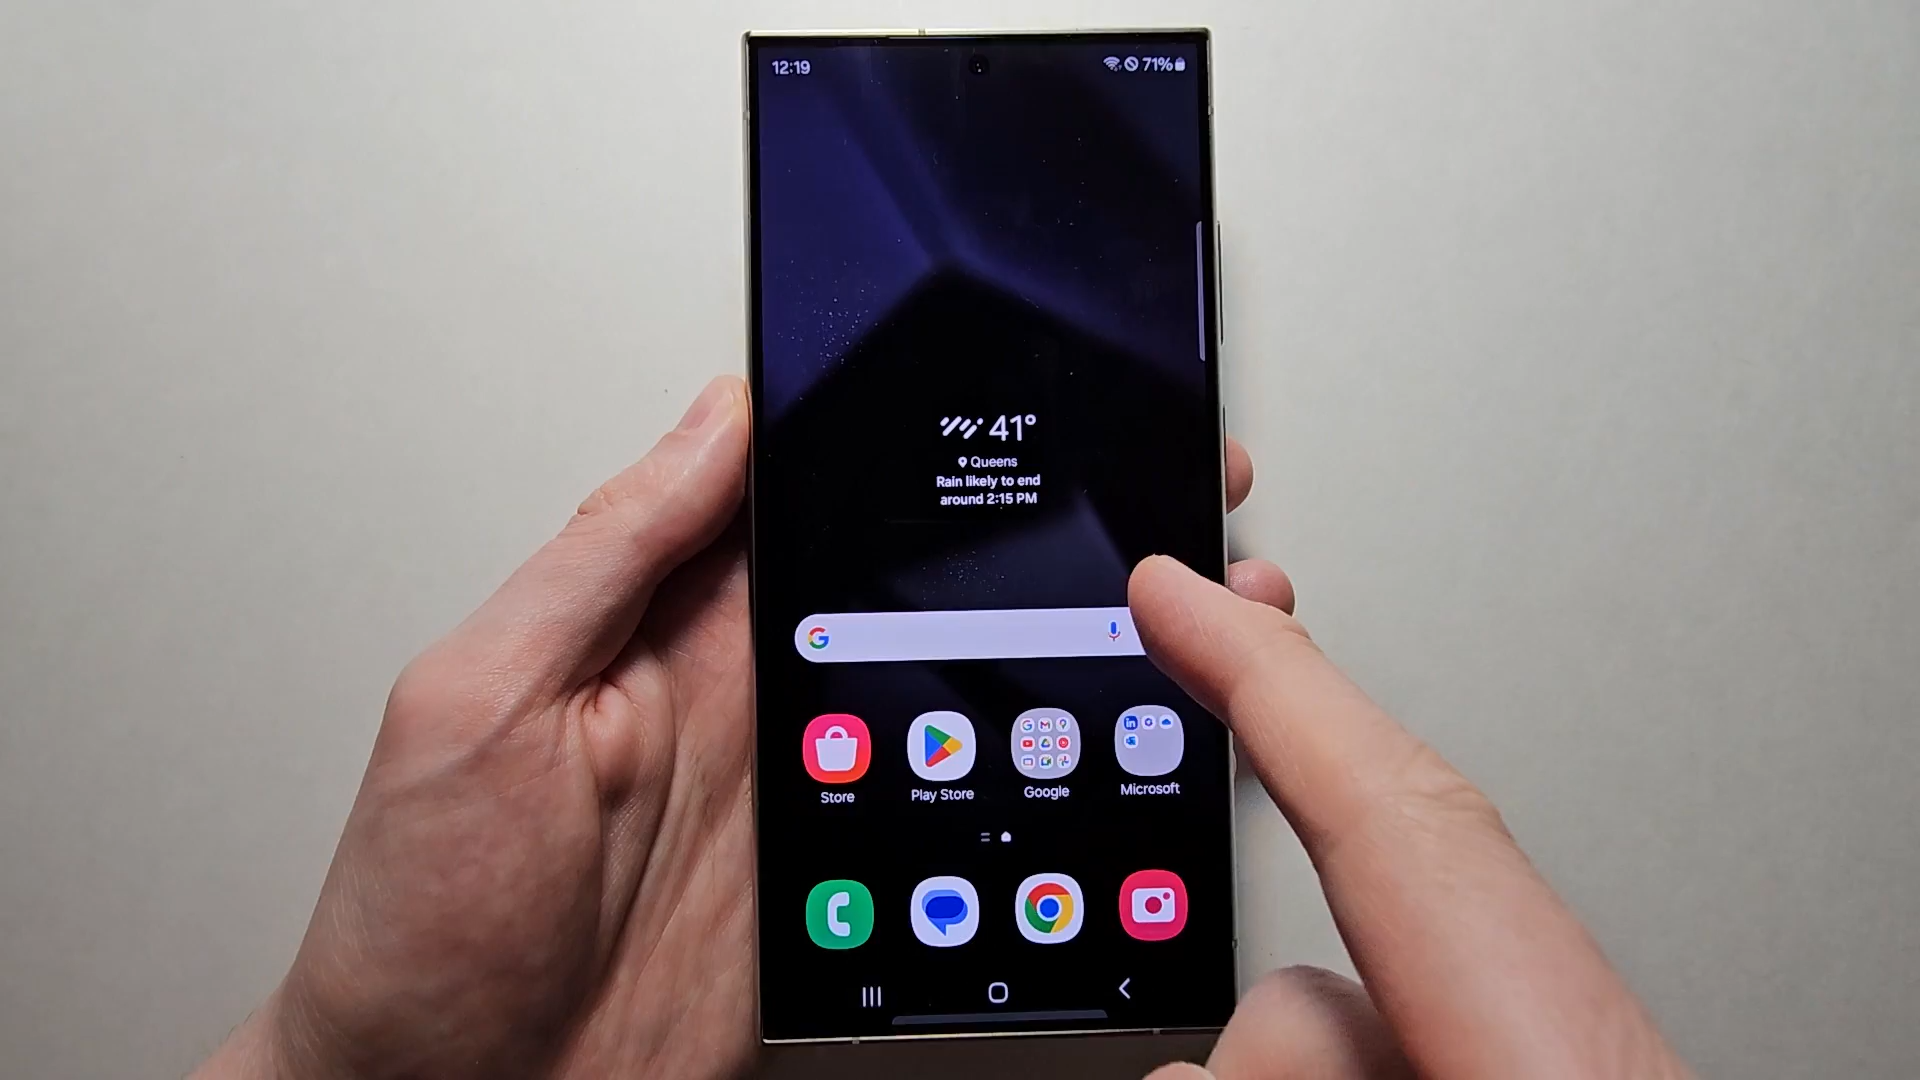 12:19
71%
41°
Queens
Rain likely to end
around 2:15 PM
Store
Play Store
Google
Microsoft